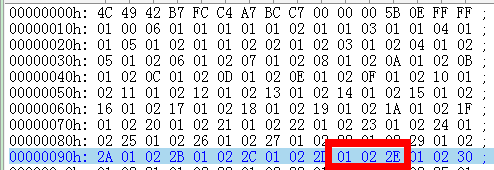 00000000h: 4C 49 42 B7 FC C4 A7 BC C7 00 00 00 5B 0E FF FF ;
00000010h: 01 00 06 01 01 01 01 01 02 01 01 03 01 01 04 01 ;
00000020h: 01 05 01 02 01 01 02 02 01 02 03 01 02 04 01 02 ;
00000030h: 05 01 02 06 01 02 07 01 02 08 01 02 0A 01 02 0B ;
00000040h: 01 02 0C 01 02 0D 01 02 0E 01 02 0F 01 02 10 01 ;
00000050h: 02 11 01 02 12 01 02 13 01 02 14 01 02 15 01 02 ;
00000060h: 16 01 02 17 01 02 18 01 02 19 01 02 1A 01 02 1F ;
00000070h: 01 02 20 01 02 21 01 02 22 01 02 23 01 02 24 01 ;
00000080h: 02 25 01 02 26 01 02 27 01 02 28 01 02 29 01 02 ;
00000090h: 2A 01 02 2B 01 02 2C 01 02 2D 01 02 2E 01 02 30 ;